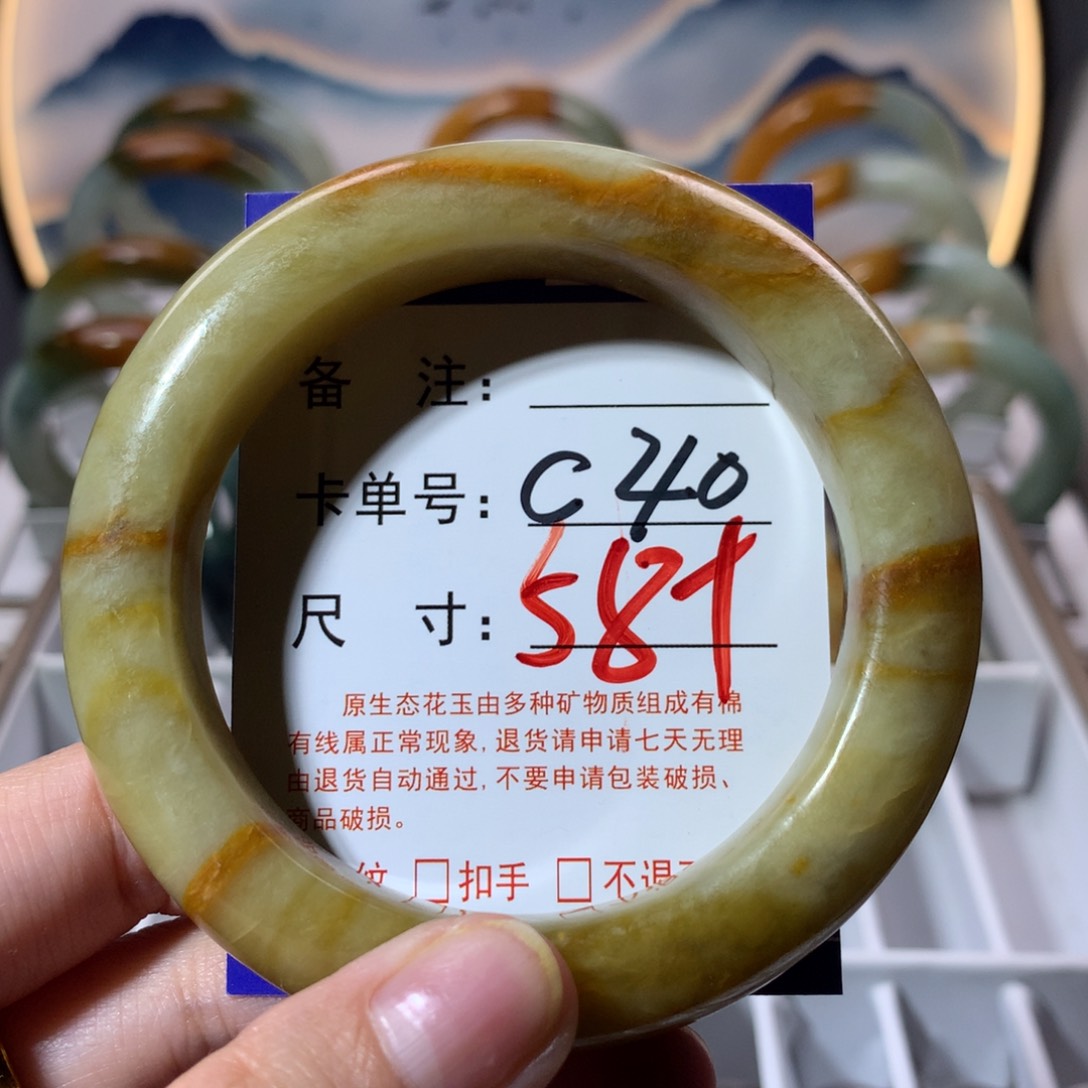 备 注:
卡单号: C40
尺 寸: 58+
原生态花玉由多种矿物质组成有棉
有线属正常现象, 退货请申请七天无理
由退货自动通过, 不要申请包装破损、
商品破损。
纹 □扣手 □不退